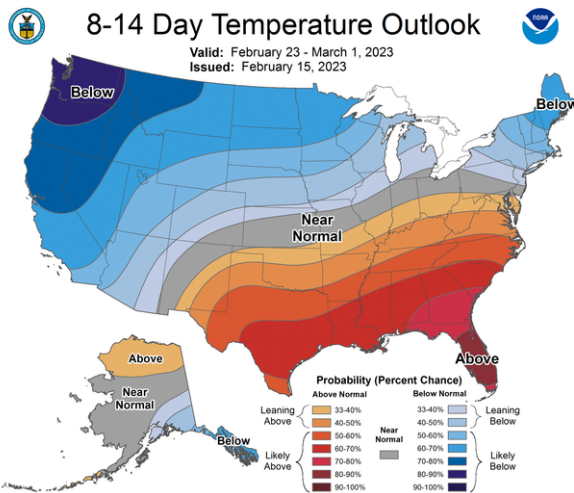 8-14 Day Temperature Outlook
NOAA
Valid: February 23 - March 1, 2023
Issued: February 15, 2023
Below
Below
Near
Normal
Above
Above
Near
Normal
Below
Probability (Percent Chance)
Above Normal
Below Normal
Leaning
Above
33-40%
40-50%
Likely
Above
50-60%
60-70%
70-80%
80-90%
90-100%
Near
Normal
33-40%
40-50%
Leaning
Below
50-60%
60-70%
70-80%
80-90%
90-100%
Likely
Below